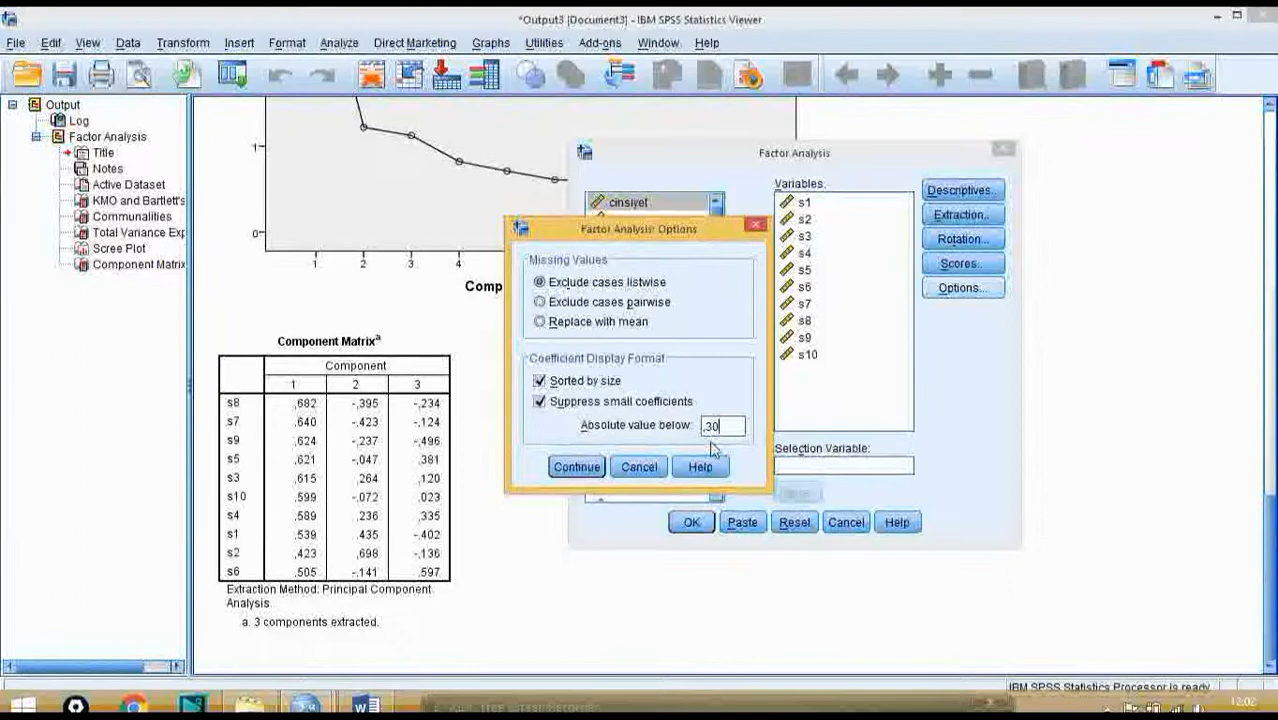 *Output3 [Document3] - IBM SPSS Statistics Viewer
File Edit View Data Transform Insert Format Analyze Direct Marketing Graphs Utilities Add-ons Window Help
Output
Log
Factor Analysis
Title
Notes
Active Dataset
KMO and Bartlett's
Communalities
Total Variance Exp
Scree Plot
Component Matrix
1
0
1 2 3 4
Comp
Component Matrixa
Component
1 2 3
s8 ,682 -,395 -,234
s7 ,640 -,423 -,124
s9 ,624 -,237 -,496
s5 ,621 -,047 ,381
s3 ,615 ,264 ,120
s10 ,599 -,072 ,023
s4 ,589 ,236 ,335
s1 ,539 ,435 -,402
s2 ,423 ,698 -,136
s6 ,505 -,141 ,597
Extraction Method: Principal Component
Analysis.
a. 3 components extracted.
Factor Analysis
cinsiyet
Variables:
s1
s2
s3
s4
s5
s6
s7
s8
s9
s10
Descriptives...
Extraction...
Rotation...
Scores...
Options...
Selection Variable:
OK Paste Reset Cancel Help
Factor Analysis: Options
Missing Values
Exclude cases listwise
Exclude cases pairwise
Replace with mean
Coefficient Display Format
Sorted by size
Suppress small coefficients
Absolute value below: ,30
Continue Cancel Help
IBM SPSS Statistics Processor is ready
12:02